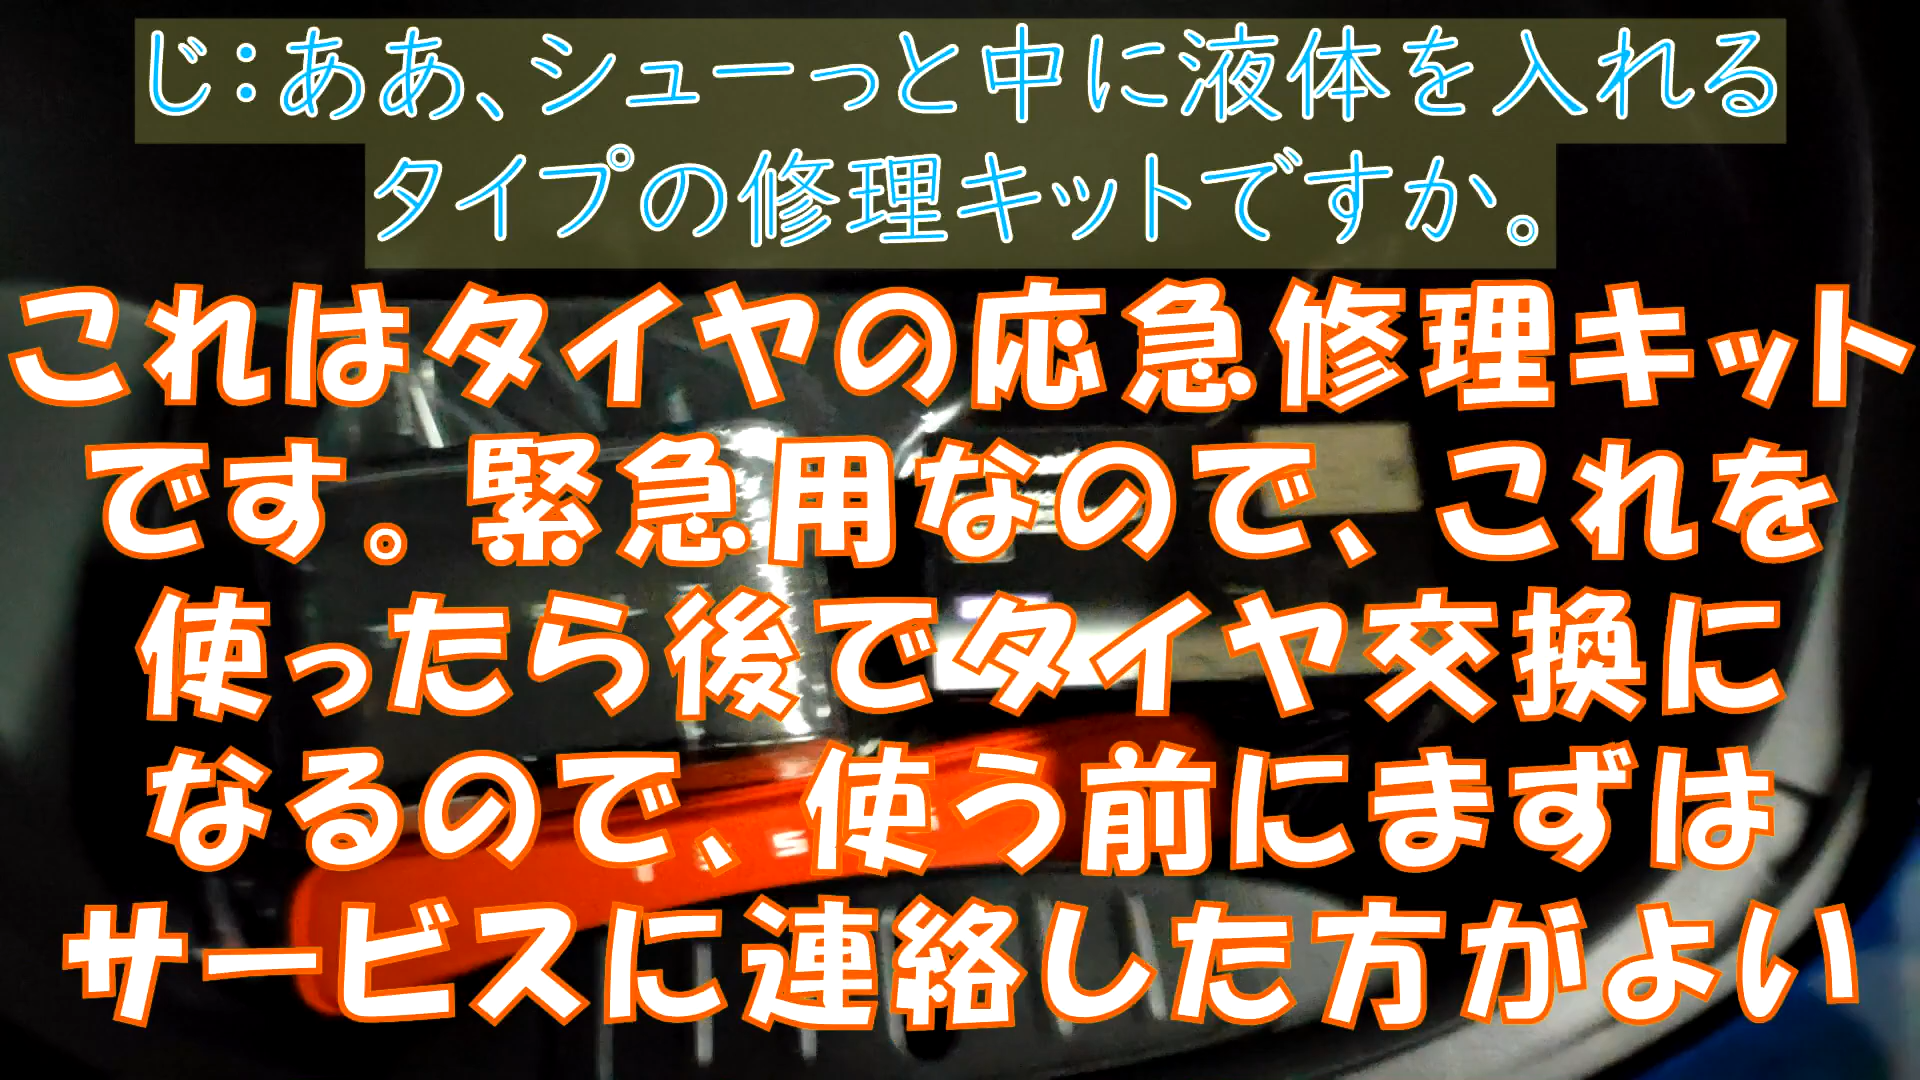 じ:ああ、シューっと中に液体を入れる
タイプの修理キットですか。
これはタイヤの応急修理キット
です。緊急用なので、これを
使ったら後でタイヤ交換に
なるので、使う前にまずは
サービスに連絡した方がよい